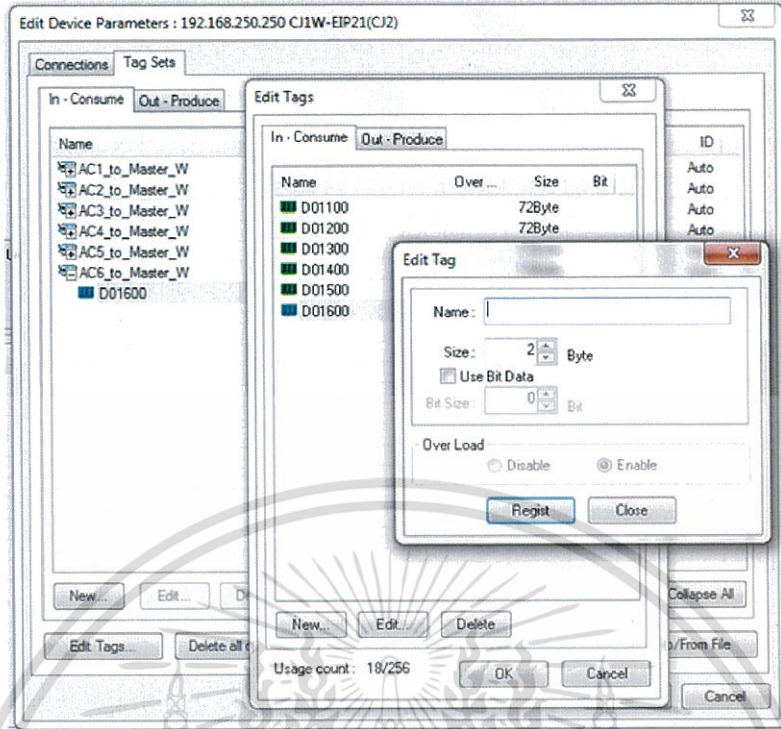 Edit Device Parameters : 192.168.250.250 CJ1W-EIP21(CJ2)
Connections Tag Sets
In - Consume Out - Produce
Name
AC1_to_Master_W
AC2_to_Master_W
AC3_to_Master_W
AC4_to_Master_W
AC5_to_Master_W
AC6_to_Master_W
D01600
New... Edit...
Edit Tags... Delete all
Edit Tags
In - Consume Out - Produce
Name Over ... Size Bit
D01100 72Byte
D01200 72Byte
D01300
D01400
D01500
D01600
New... Edit... Delete
Usage count : 18/256 OK Cancel
Edit Tag
Name :
Size : 2 Byte
Use Bit Data
Bit Size : 0 Bit
Over Load
Disable Enable
Regist Close
ID
Auto
Auto
Auto
Auto
Collapse All
/From File
Cancel